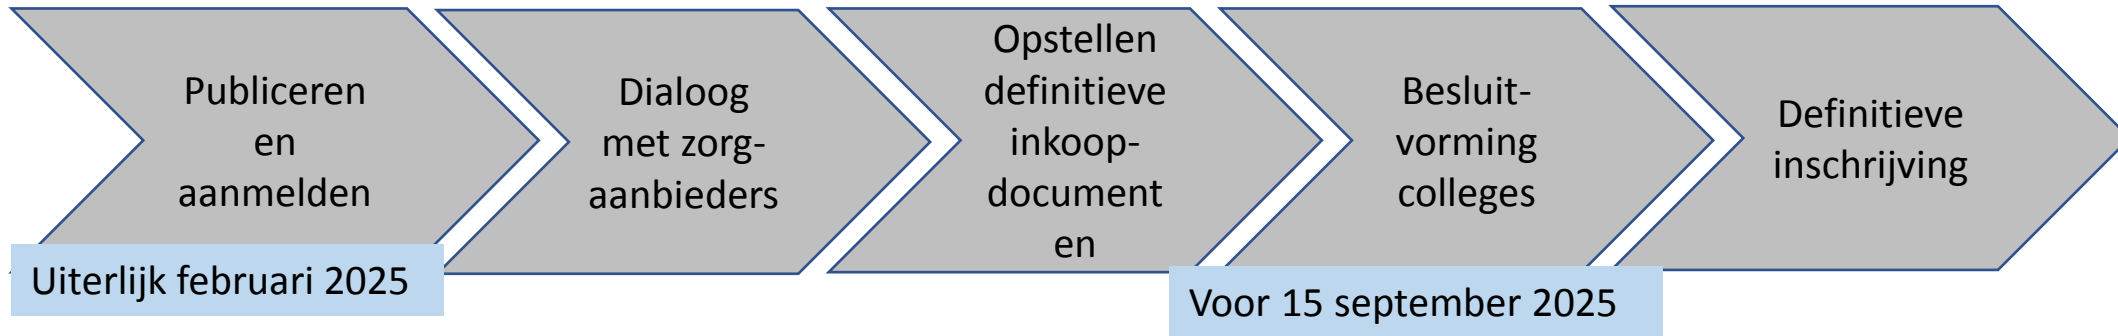 Publiceren
en
aanmelden
Uiterlijk februari 2025
Dialoog
met zorg-
aanbieders
Opstellen
definitieve
inkoop-
document
en
Besluit-
vorming
colleges
Voor 15 september 2025
Definitieve
inschrijving